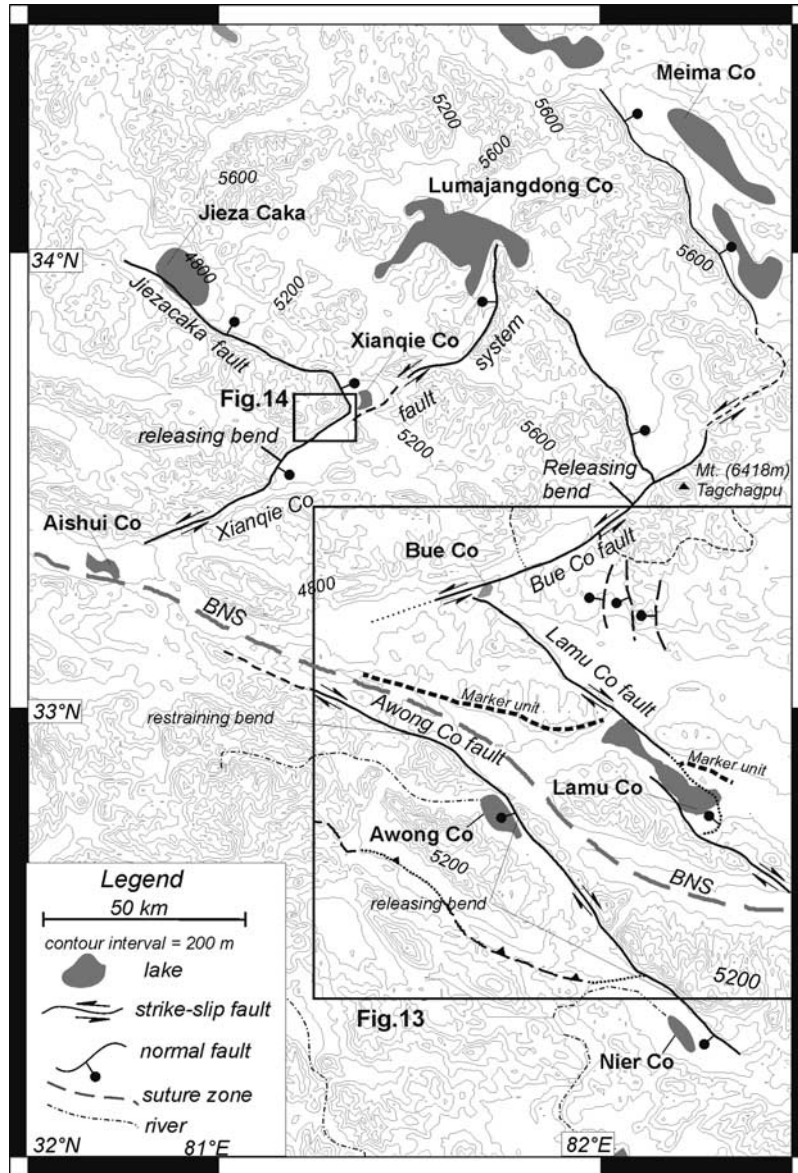 Meima Co
5200
5600
5600
5600
Lumajangdong Co
Jieza Caka
34°N
4800
5200
5600
Jiezacaka fault
Xianqie Co
system
fault
Fig.14
5200
5600
releasing bend
Mt. (6418m)
Tagchagpu
Releasing
bend
Xianqie Co
Aishui Co
Bue Co
Bue Co fault
4800
BNS
Lamu Co fault
Marker unit
33°N
Awong Co fault
restraining bend
Marker unit
Lamu Co
Awong Co
5200
BNS
releasing bend
5200
Fig.13
Nier Co
Legend
50 km
contour interval = 200 m
lake
strike-slip fault
normal fault
suture zone
river
32°N
81°E
82°E